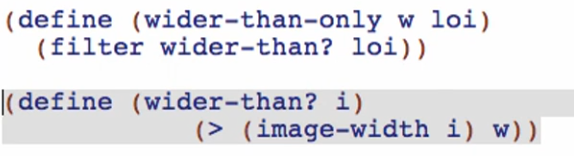 (define (wider-than-only w loi)
  (filter wider-than? loi))

(define (wider-than? i)
            (> (image-width i) w))